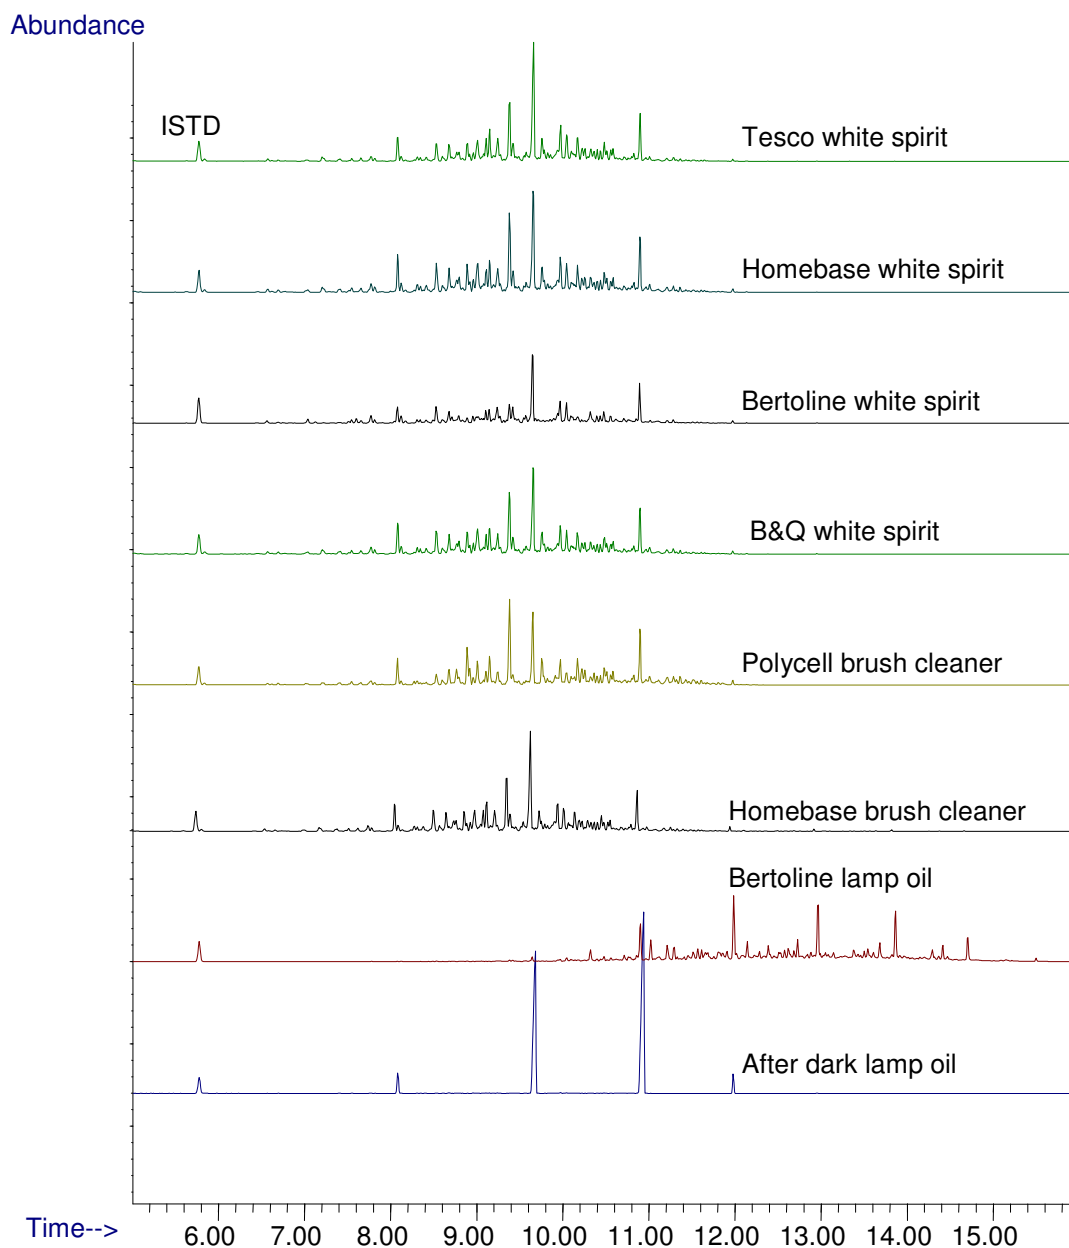 Abundance
ISTD
Tesco white spirit
Homebase white spirit
Bertoline white spirit
B&Q white spirit
Polycell brush cleaner
Homebase brush cleaner
Bertoline lamp oil
After dark lamp oil
Time--> 6.00 7.00 8.00 9.00 10.00 11.00 12.00 13.00 14.00 15.00